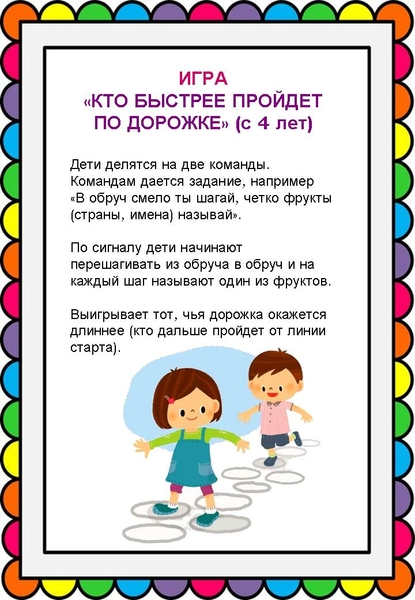 ИГРА
«КТО БЫСТРЕЕ ПРОЙДЕТ
ПО ДОРОЖКЕ» (с 4 лет)
Дети делятся на две команды.
Командам дается задание, например
«В обруч смело ты шагай, четко фрукты
(страны, имена) называй».
По сигналу дети начинают
перешагивать из обруча в обруч и на
каждый шаг называют один из фруктов.
Выигрывает тот, чья дорожка окажется
длиннее (кто дальше пройдет от линии
старта).